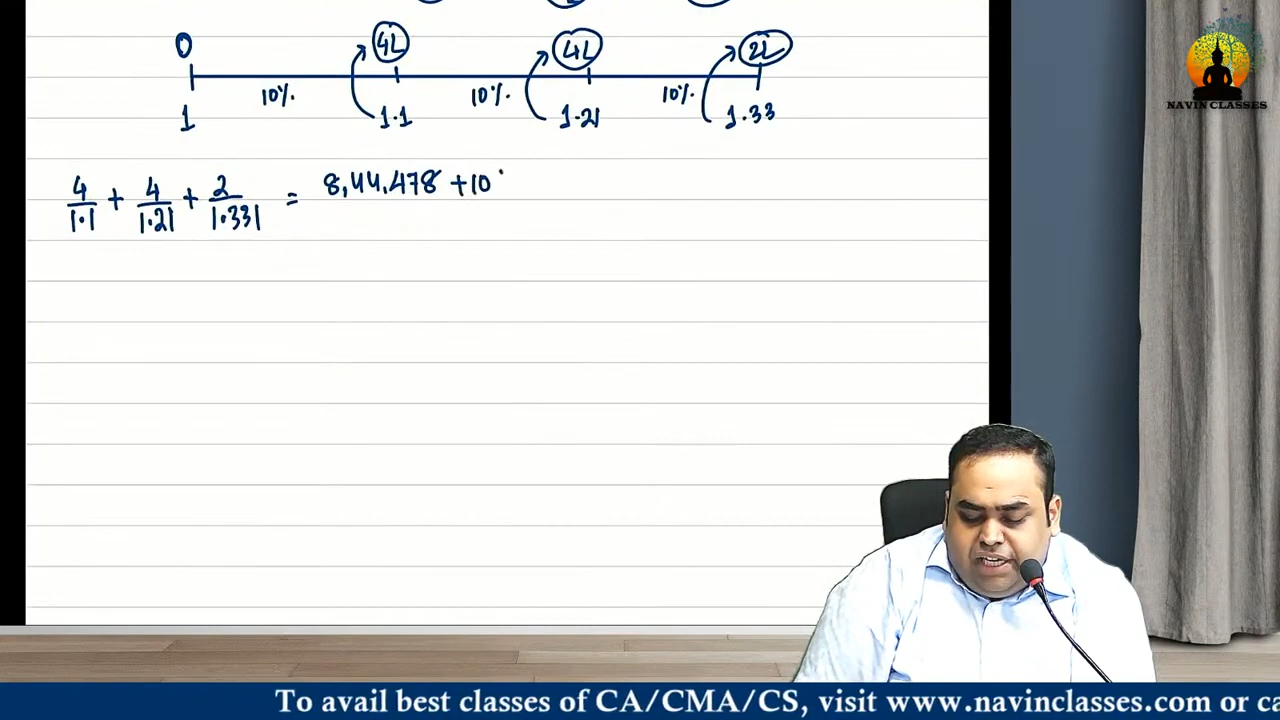 0 4L 4L 2L
10% 10% 10%
1 1.1 1.21 1.33
4/1.1 + 4/1.21 + 2/1.331 = 8,44,478 +10
NAVIN CLASSES
To avail best classes of CA/CMA/CS, visit www.navinclasses.com or ca